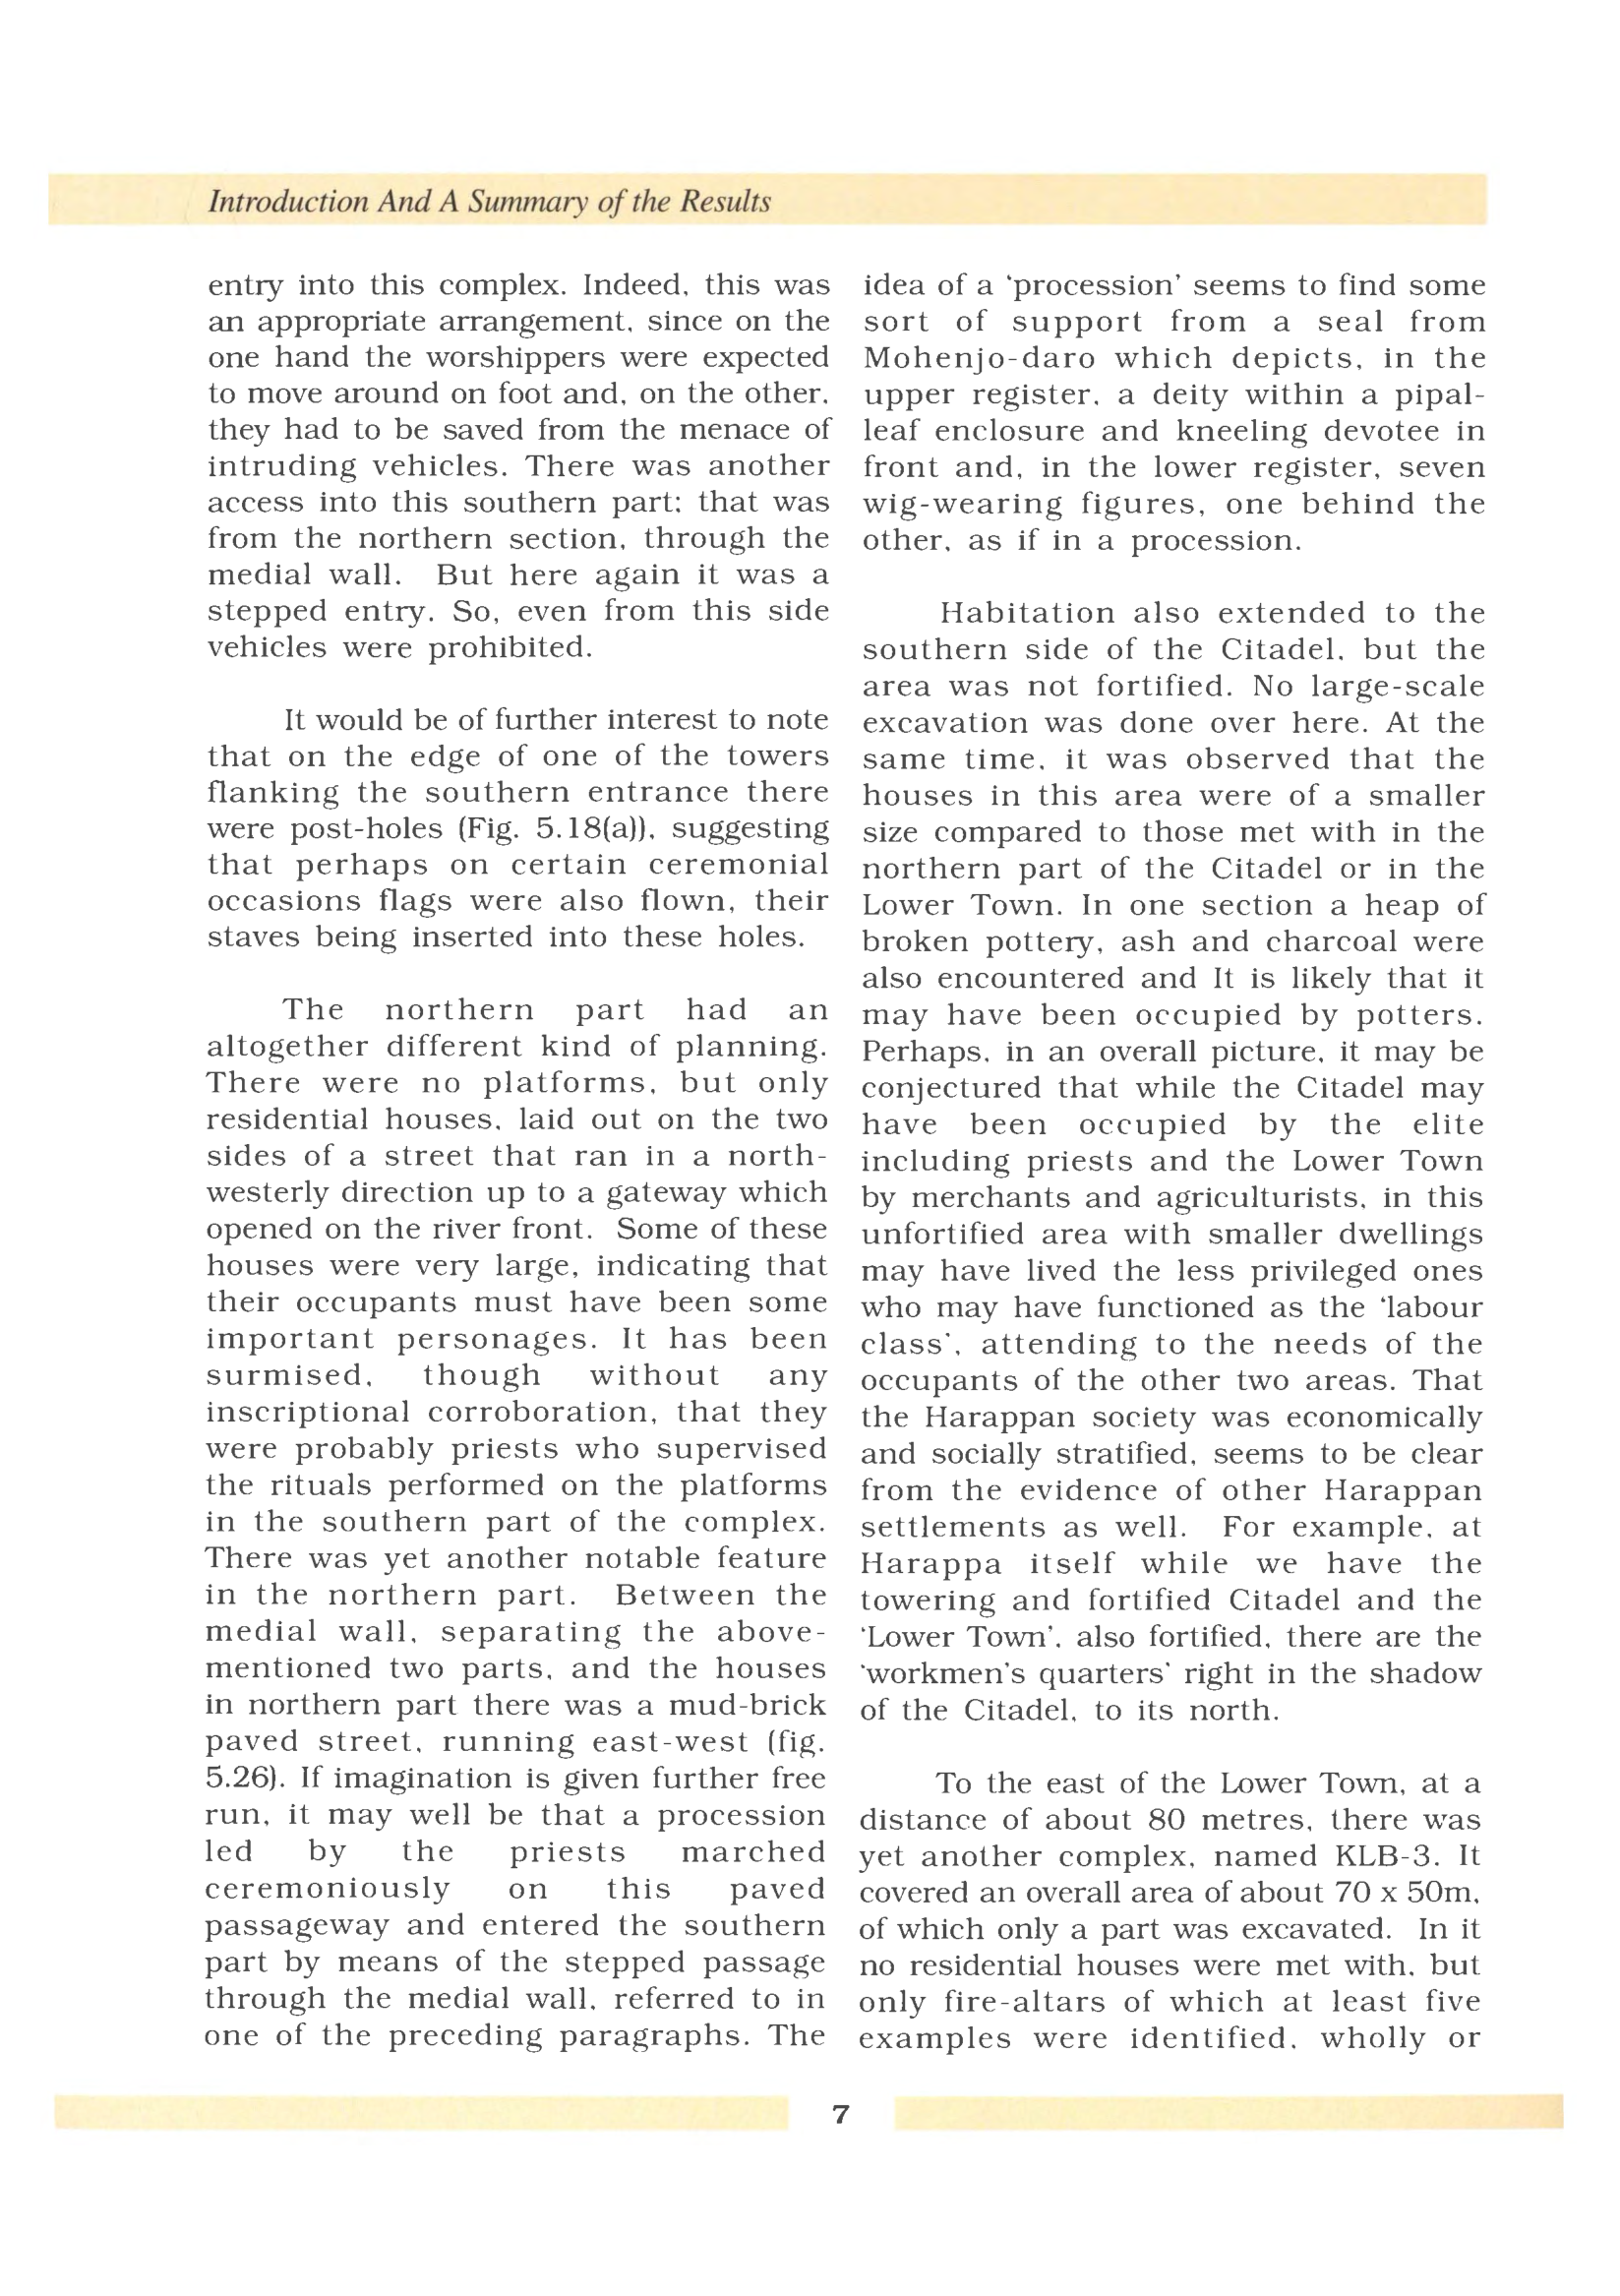 Introduction And A Summary of the Results
entry into this complex. Indeed, this was
an appropriate arrangement, since on the
one hand the worshippers were expected
to move around on foot and, on the other,
they had to be saved from the menace of
intruding vehicles. There was another
access into this southern part; that was
from the northern section, through the
medial wall. But here again it was a
stepped entry. So, even from this side
vehicles were prohibited.
It would be of further interest to note
that on the edge of one of the towers
flanking the southern entrance there
were post-holes (Fig. 5.18(a)), suggesting
that perhaps on certain ceremonial
occasions flags were also flown, their
staves being inserted into these holes.
The northern part had an
altogether different kind of planning.
There were no platforms, but only
residential houses, laid out on the two
sides of a street that ran in a north-
westerly direction up to a gateway which
opened on the river front. Some of these
houses were very large, indicating that
their occupants must have been some
important personages. It has been
surmised, though without any
inscriptional corroboration, that they
were probably priests who supervised
the rituals performed on the platforms
in the southern part of the complex.
There was yet another notable feature
in the northern part. Between the
medial wall, separating the above-
mentioned two parts, and the houses
in northern part there was a mud-brick
paved street, running east-west (fig.
5.26). If imagination is given further free
run, it may well be that a procession
led by the priests marched
ceremoniously on this paved
passageway and entered the southern
part by means of the stepped passage
through the medial wall, referred to in
one of the preceding paragraphs. The
idea of a ‘procession’ seems to find some
sort of support from a seal from
Mohenjo-daro which depicts, in the
upper register, a deity within a pipal-
leaf enclosure and kneeling devotee in
front and, in the lower register, seven
wig-wearing figures, one behind the
other, as if in a procession.
Habitation also extended to the
southern side of the Citadel, but the
area was not fortified. No large-scale
excavation was done over here. At the
same time, it was observed that the
houses in this area were of a smaller
size compared to those met with in the
northern part of the Citadel or in the
Lower Town. In one section a heap of
broken pottery, ash and charcoal were
also encountered and It is likely that it
may have been occupied by potters.
Perhaps, in an overall picture, it may be
conjectured that while the Citadel may
have been occupied by the elite
including priests and the Lower Town
by merchants and agriculturists, in this
unfortified area with smaller dwellings
may have lived the less privileged ones
who may have functioned as the ‘labour
class’, attending to the needs of the
occupants of the other two areas. That
the Harappan society was economically
and socially stratified, seems to be clear
from the evidence of other Harappan
settlements as well. For example, at
Harappa itself while we have the
towering and fortified Citadel and the
‘Lower Town’, also fortified, there are the
‘workmen’s quarters’ right in the shadow
of the Citadel, to its north.
To the east of the Lower Town, at a
distance of about 80 metres, there was
yet another complex, named KLB-3. It
covered an overall area of about 70 x 50m,
of which only a part was excavated. In it
no residential houses were met with, but
only fire-altars of which at least five
examples were identified, wholly or
7